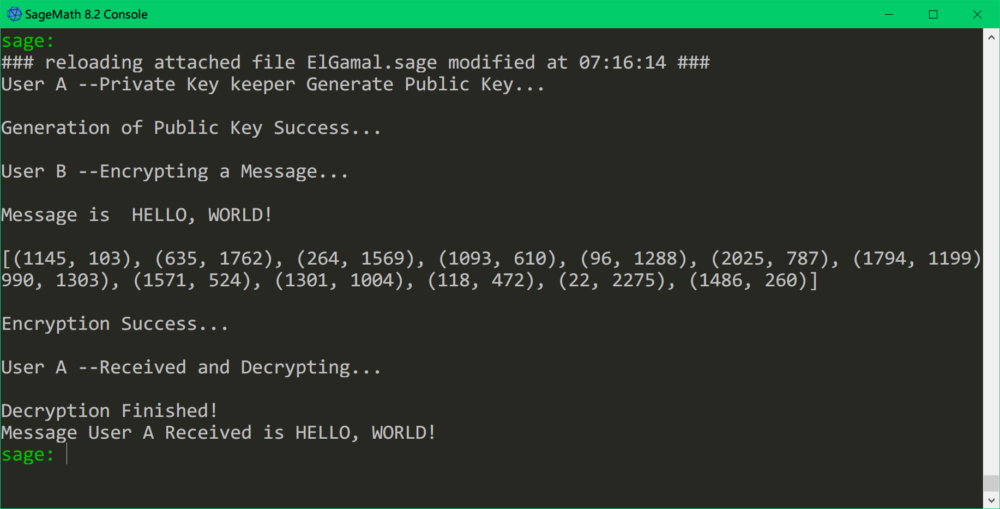 SageMath 8.2 Console
sage:
### reloading attached file ElGamal.sage modified at 07:16:14 ###
User A --Private Key keeper Generate Public Key...
Generation of Public Key Success...
User B --Encrypting a Message...
Message is  HELLO, WORLD!
[(1145, 103), (635, 1762), (264, 1569), (1093, 610), (96, 1288), (2025, 787), (1794, 1199)
990, 1303), (1571, 524), (1301, 1004), (118, 472), (22, 2275), (1486, 260)]
Encryption Success...
User A --Received and Decrypting...
Decryption Finished!
Message User A Received is HELLO, WORLD!
sage: